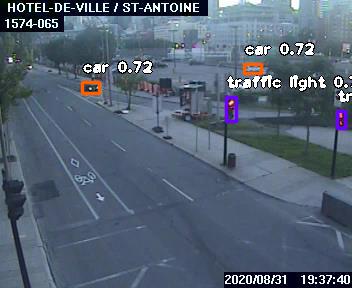 HOTEL-DE-VILLE / ST-ANTOINE
1574-065
car 0.72
car 0.72
traffic light 0.7
tr
2020/08/31 19:37:40